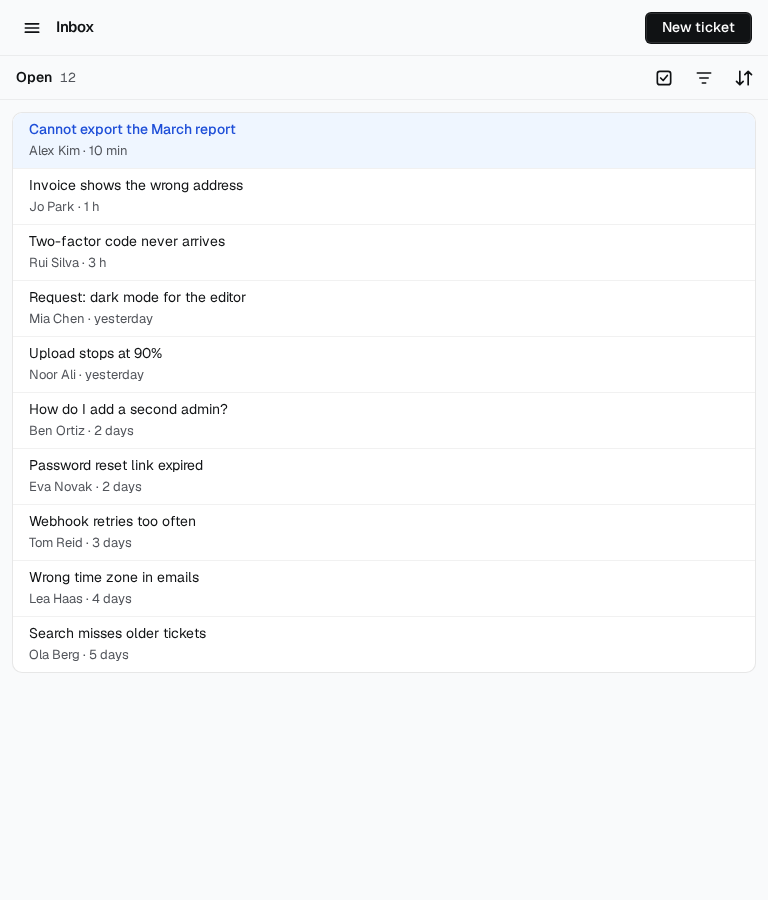 Inbox
New ticket
Open 12
Cannot export the March report
Alex Kim · 10 min
Invoice shows the wrong address
Jo Park · 1 h
Two-factor code never arrives
Rui Silva · 3 h
Request: dark mode for the editor
Mia Chen · yesterday
Upload stops at 90%
Noor Ali · yesterday
How do I add a second admin?
Ben Ortiz · 2 days
Password reset link expired
Eva Novak · 2 days
Webhook retries too often
Tom Reid · 3 days
Wrong time zone in emails
Lea Haas · 4 days
Search misses older tickets
Ola Berg · 5 days